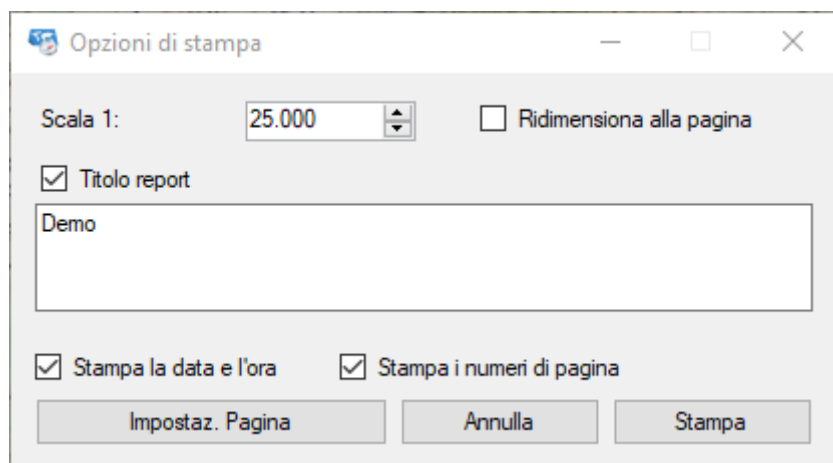 Opzioni di stampa
Scala 1: 25.000 Ridimensiona alla pagina
Titolo report
Demo
Stampa la data e l'ora Stampa i numeri di pagina
Impostaz. Pagina Annulla Stampa